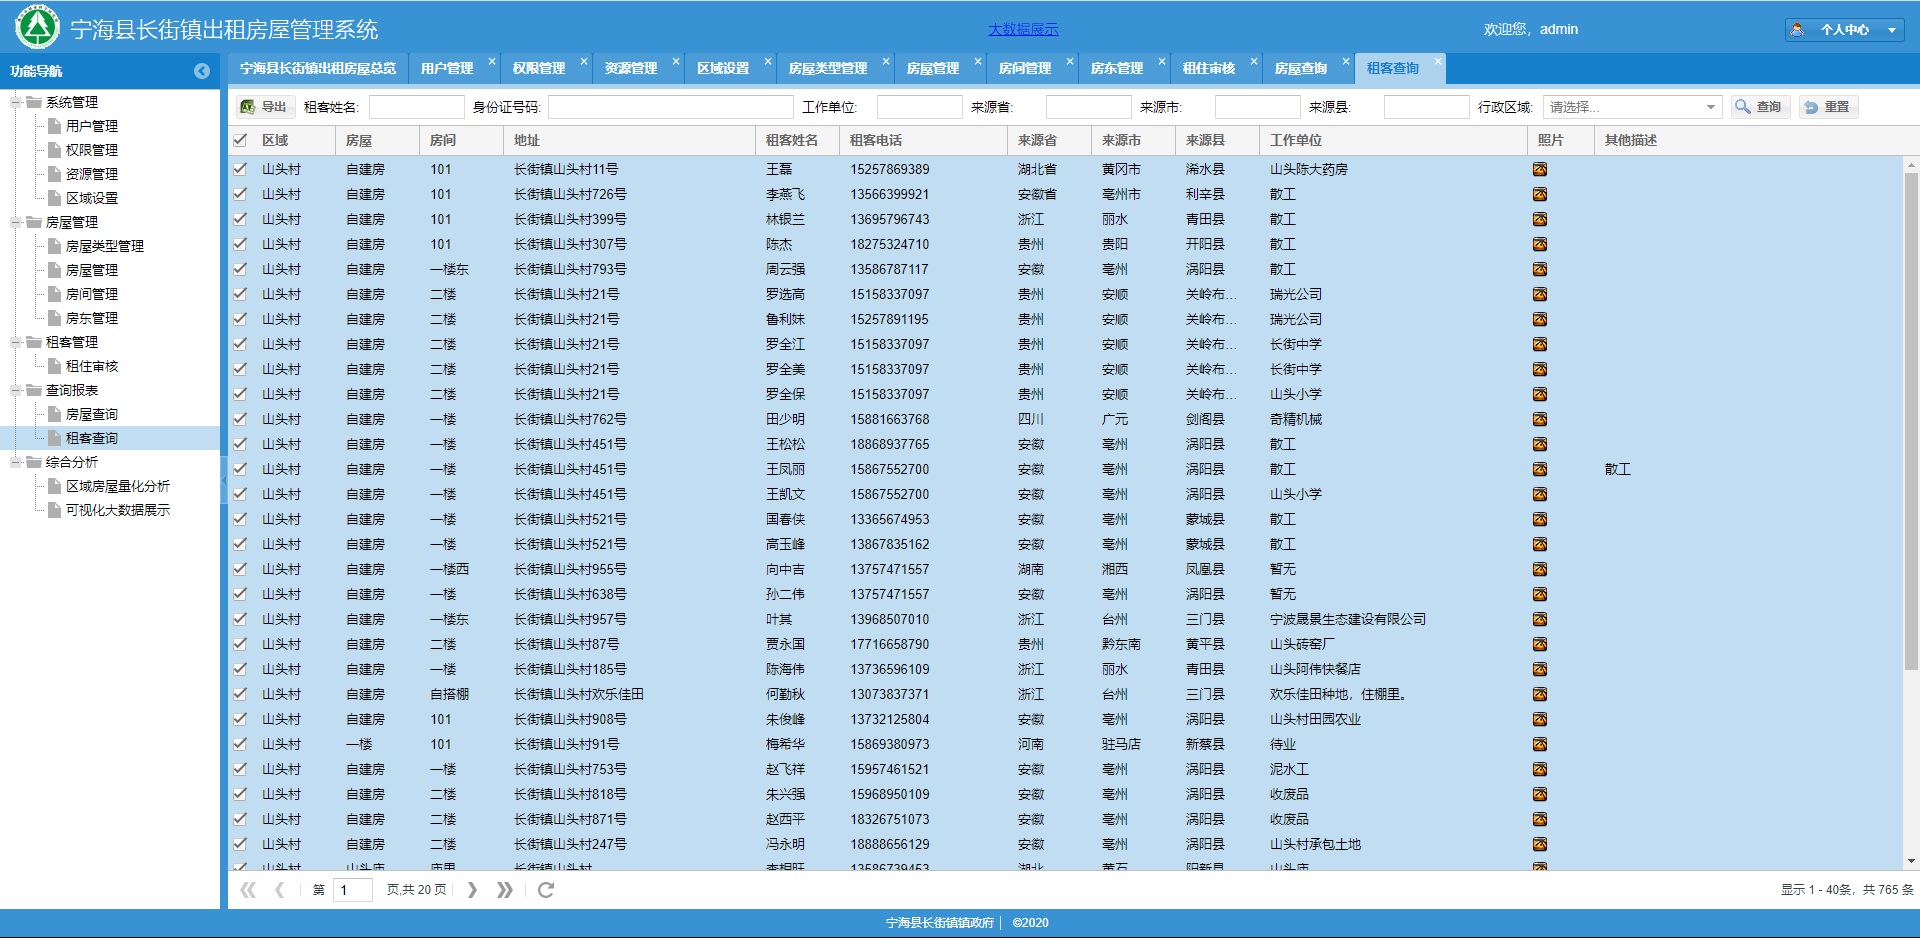 宁海县长街镇出租房屋管理系统 大数据展示 欢迎您，admin 个人中心
功能导航
系统管理
用户管理
权限管理
资源管理
区域设置
房屋管理
房屋类型管理
房屋管理
房间管理
房东管理
租客管理
租住审核
查询报表
房屋查询
租客查询
综合分析
区域房屋量化分析
可视化大数据展示
宁海县长街镇出租房屋总览 用户管理 权限管理 资源管理 区域设置 房屋类型管理 房屋管理 房间管理 房东管理 租住审核 房屋查询 租客查询
导出 租客姓名: 身份证号码: 工作单位: 来源省: 来源市: 来源县: 行政区域: 请选择... 查询 重置
区域 房屋 房间 地址 租客姓名 租客电话 来源省 来源市 来源县 工作单位 照片 其他描述
山头村 自建房 101 长街镇山头村11号 王磊 15257869389 湖北省 黄冈市 浠水县 山头陈大药房
山头村 自建房 101 长街镇山头村726号 李燕飞 13566399921 安徽省 亳州市 利辛县 散工
山头村 自建房 101 长街镇山头村399号 林银兰 13695796743 浙江 丽水 青田县 散工
山头村 自建房 101 长街镇山头村307号 陈杰 18275324710 贵州 贵阳 开阳县 散工
山头村 自建房 一楼东 长街镇山头村793号 周云强 13586787117 安徽 亳州 涡阳县 散工
山头村 自建房 二楼 长街镇山头村21号 罗选高 15158337097 贵州 安顺 关岭布... 瑞光公司
山头村 自建房 二楼 长街镇山头村21号 鲁利妹 15257891195 贵州 安顺 关岭布... 瑞光公司
山头村 自建房 二楼 长街镇山头村21号 罗全江 15158337097 贵州 安顺 关岭布... 长街中学
山头村 自建房 二楼 长街镇山头村21号 罗全美 15158337097 贵州 安顺 关岭布... 长街中学
山头村 自建房 二楼 长街镇山头村21号 罗全保 15158337097 贵州 安顺 关岭布... 山头小学
山头村 自建房 一楼 长街镇山头村762号 田少明 15881663768 四川 广元 剑阁县 奇精机械
山头村 自建房 一楼 长街镇山头村451号 王松松 18868937765 安徽 亳州 涡阳县 散工
山头村 自建房 一楼 长街镇山头村451号 王凤丽 15867552700 安徽 亳州 涡阳县 散工 散工
山头村 自建房 一楼 长街镇山头村451号 王凯文 15867552700 安徽 亳州 涡阳县 山头小学
山头村 自建房 一楼 长街镇山头村521号 国春侠 13365674953 安徽 亳州 蒙城县 散工
山头村 自建房 一楼 长街镇山头村521号 高玉峰 13867835162 安徽 亳州 蒙城县 散工
山头村 自建房 一楼西 长街镇山头村955号 向中吉 13757471557 湖南 湘西 凤凰县 暂无
山头村 自建房 一楼 长街镇山头村638号 孙二伟 13757471557 安徽 亳州 涡阳县 暂无
山头村 自建房 一楼东 长街镇山头村957号 叶其 13968507010 浙江 台州 三门县 宁波晟景生态建设有限公司
山头村 自建房 二楼 长街镇山头村87号 贾永国 17716658790 贵州 黔东南 黄平县 山头砖窑厂
山头村 自建房 一楼 长街镇山头村185号 陈海伟 13736596109 浙江 丽水 青田县 山头阿伟快餐店
山头村 自建房 自搭棚 长街镇山头村欢乐佳田 何勤秋 13073837371 浙江 台州 三门县 欢乐佳田种地，住棚里。
山头村 自建房 101 长街镇山头村908号 朱俊峰 13732125804 安徽 亳州 涡阳县 山头村田园农业
山头村 一楼 101 长街镇山头村91号 梅希华 15869380973 河南 驻马店 新蔡县 待业
山头村 自建房 一楼 长街镇山头村753号 赵飞祥 15957461521 安徽 亳州 涡阳县 泥水工
山头村 自建房 二楼 长街镇山头村818号 朱兴强 15968950109 安徽 亳州 涡阳县 收废品
山头村 自建房 二楼 长街镇山头村871号 赵西平 18326751073 安徽 亳州 涡阳县 收废品
山头村 自建房 二楼 长街镇山头村247号 冯永明 18888656129 安徽 亳州 涡阳县 山头村承包土地
山头村 山头庙 庙里 长街镇山头村 李相旺 13586739453 湖北 黄石 阳新县 山头庙
第 1 页,共 20 页 显示 1 - 40条，共 765 条
宁海县长街镇镇政府 | ©2020